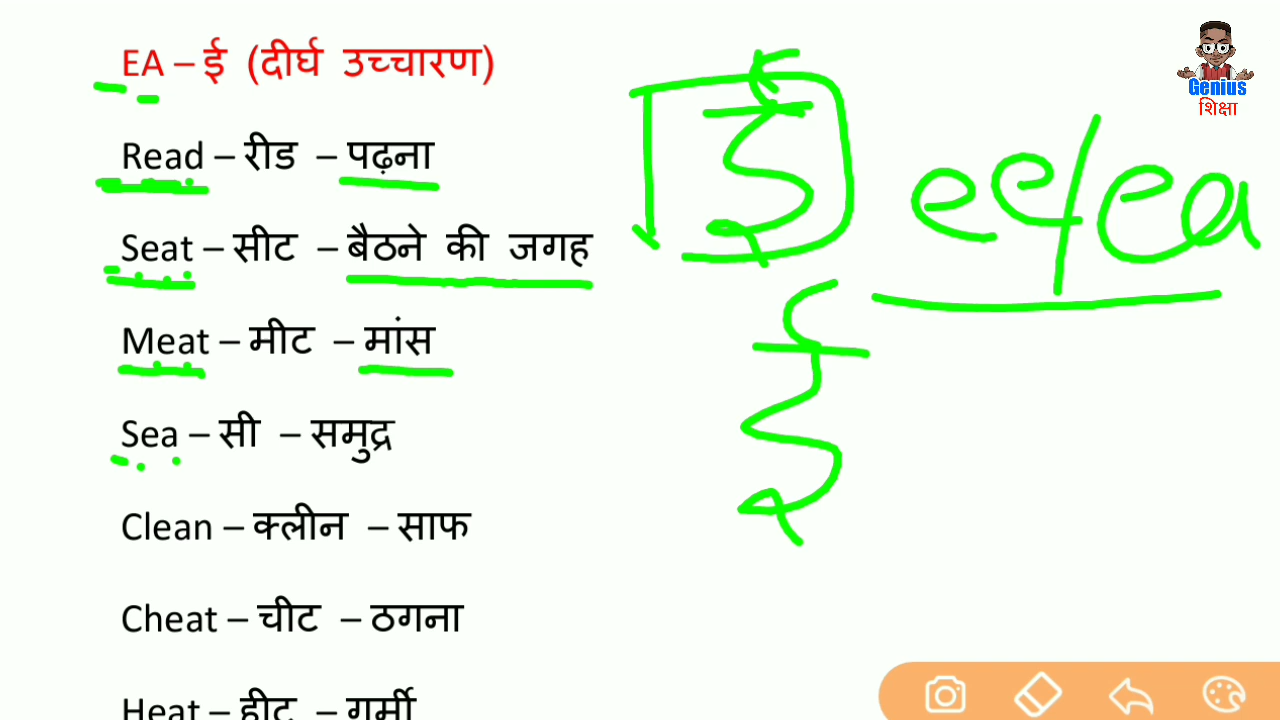 EA – ई (दीर्घ उच्चारण)
Read – रीड – पढ़ना
Seat – सीट – बैठने की जगह
Meat – मीट – मांस
Sea – सी – समुद्र
Clean – क्लीन – साफ
Cheat – चीट – ठगना
Heat – हीट – गर्मी
ई ee/ea
ई
Genius
शिक्षा